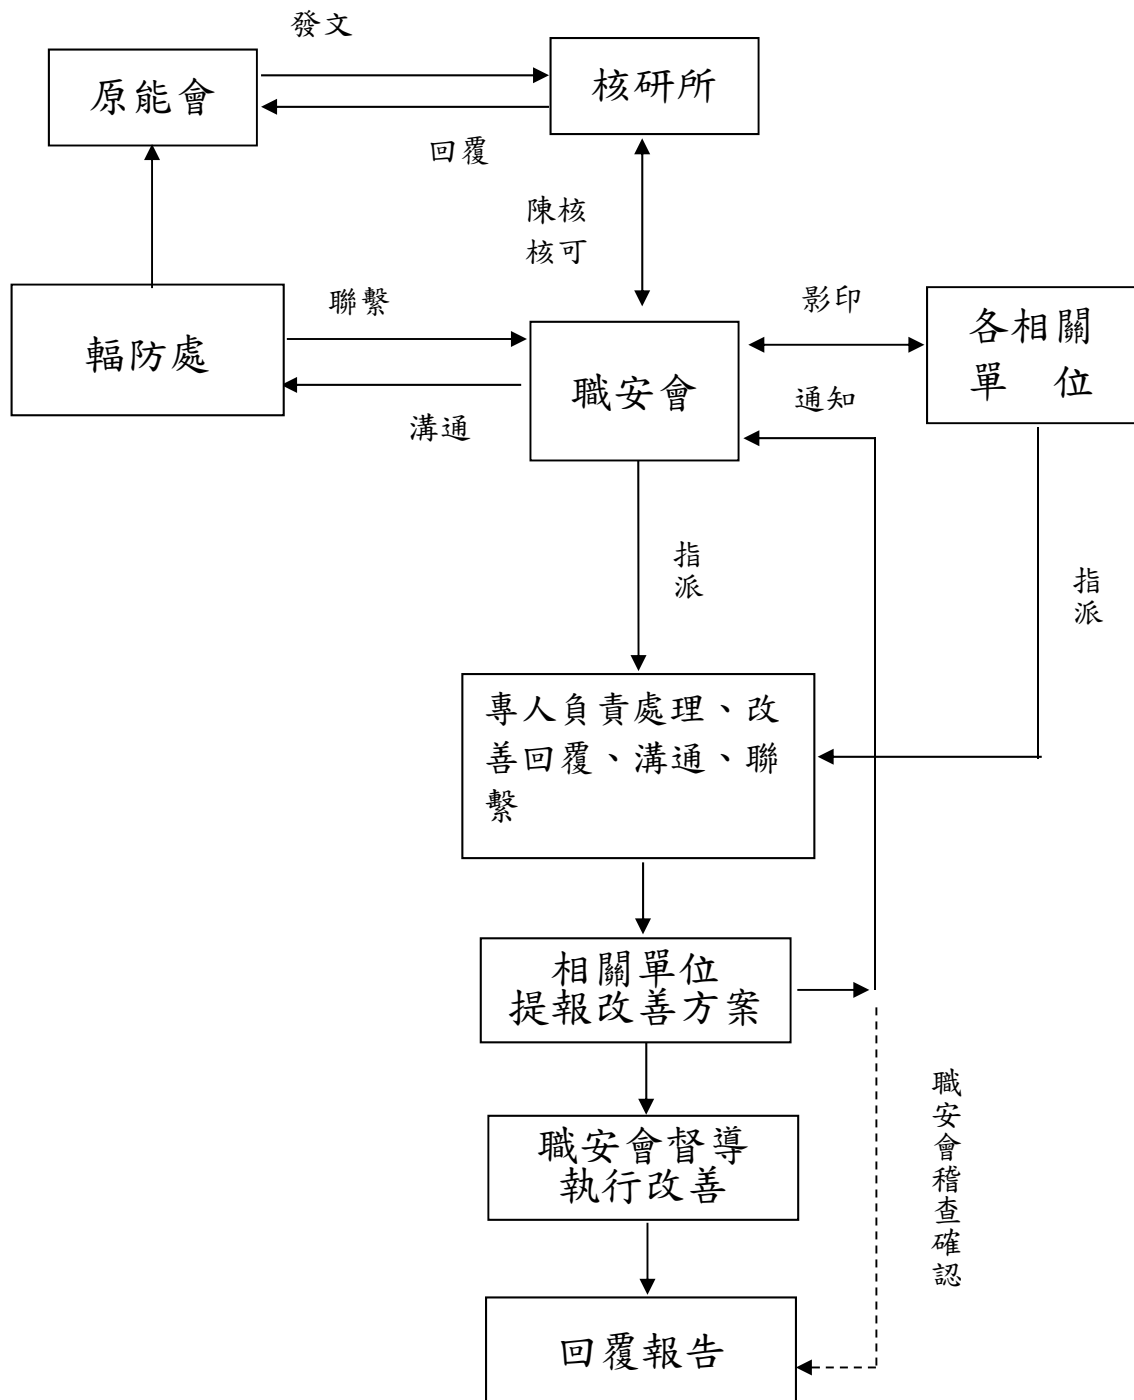 發文
原能會
核研所
回覆
陳核
核可
聯繫
影印
各相關
單 位
輻防處
職安會
溝通
通知
指派
指派
專人負責處理、改
善回覆、溝通、聯
繫
相關單位
提報改善方案
職安會督導
執行改善
職安會稽查確認
回覆報告